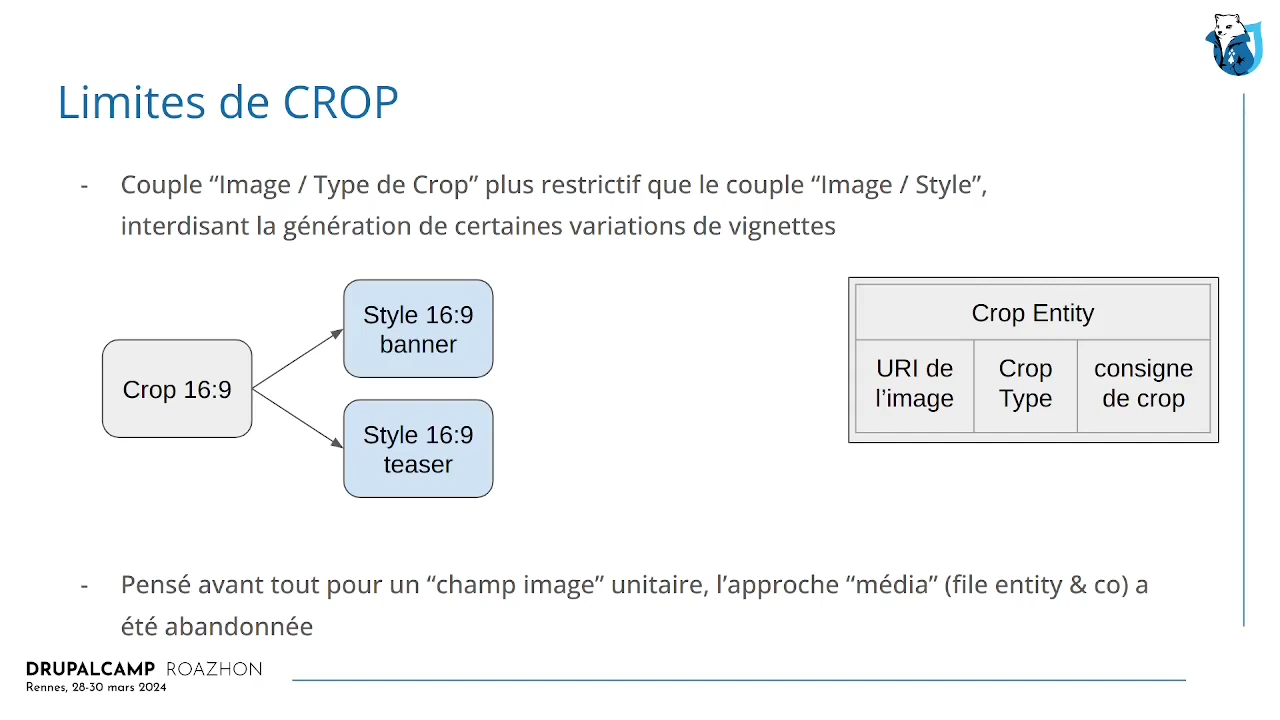 Limites de CROP
- Couple “Image / Type de Crop” plus restrictif que le couple “Image / Style”,
interdisant la génération de certaines variations de vignettes
Crop 16:9
Style 16:9
banner
Style 16:9
teaser
Crop Entity
URI de
l’image
Crop
Type
consigne
de crop
- Pensé avant tout pour un “champ image” unitaire, l’approche “média” (file entity & co) a
été abandonnée
DRUPALCAMP ROAZHON
Rennes, 28-30 mars 2024